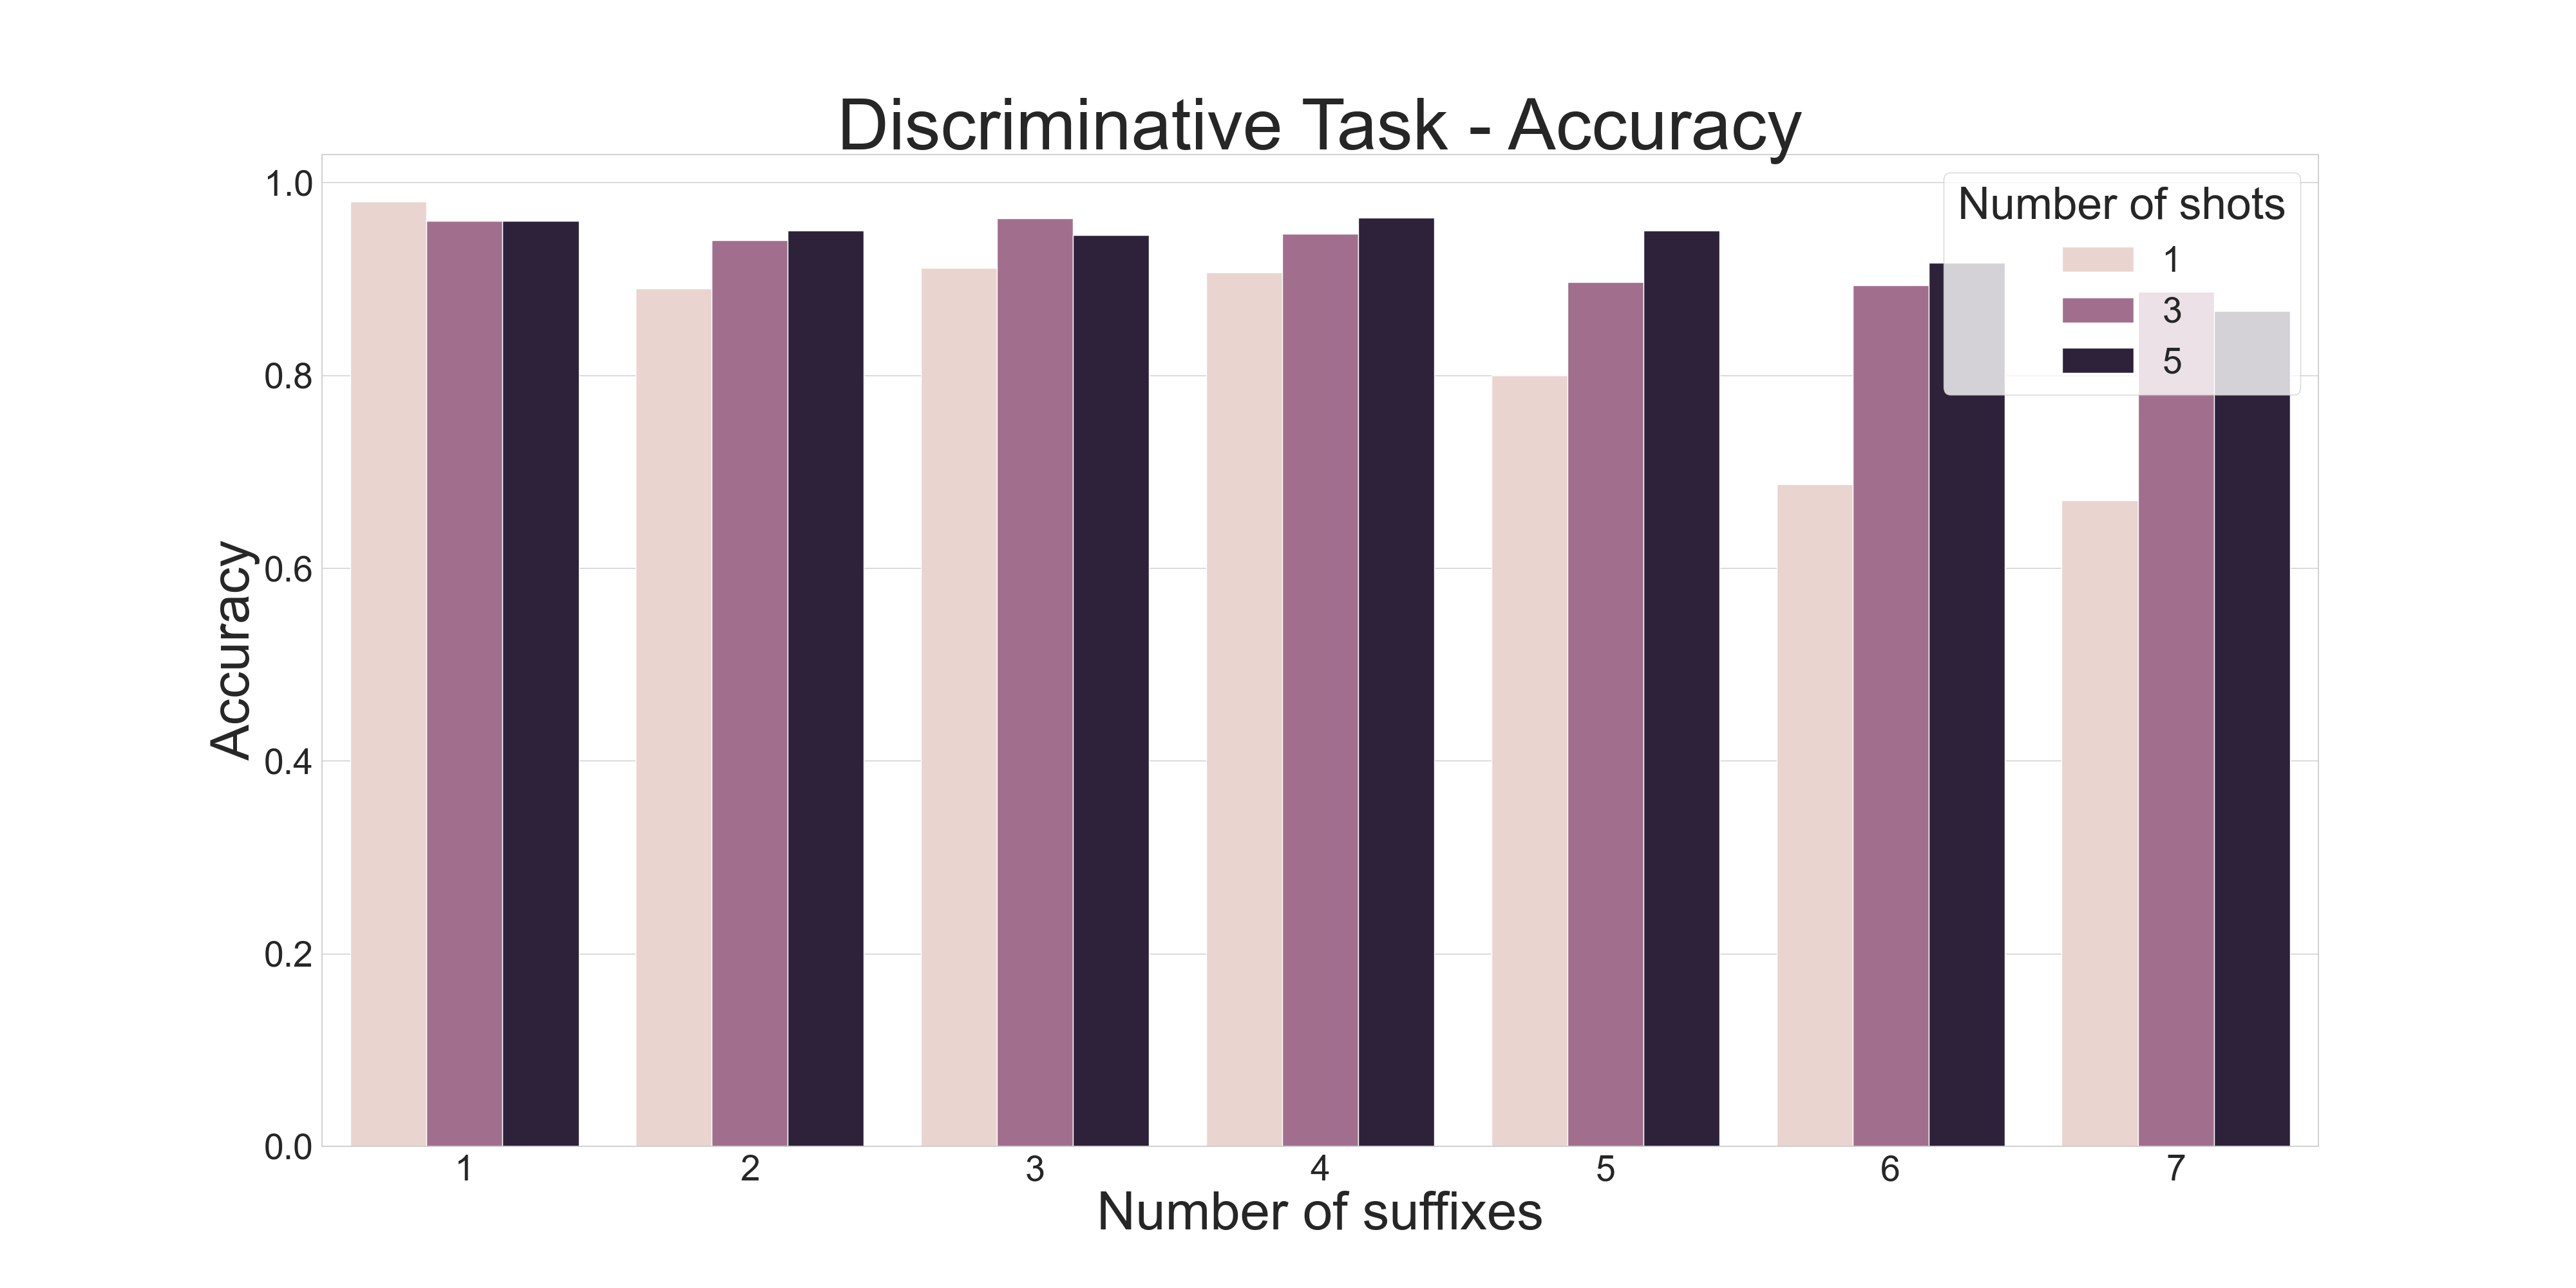 Discriminative Task - Accuracy
Accuracy
1.0
0.8
0.6
0.4
0.2
0.0
Number of shots
1
3
5
1 2 3 4 5 6 7
Number of suffixes